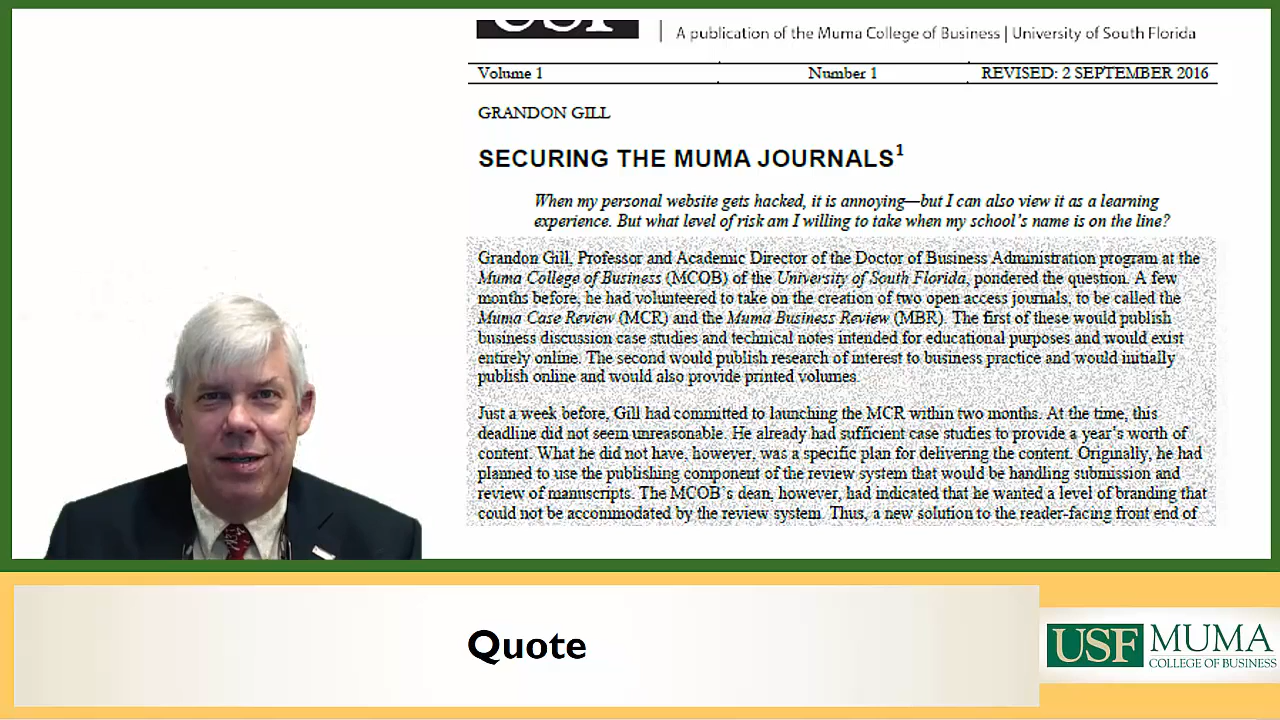 USF
A publication of the Muma College of Business | University of South Florida
Volume 1 Number 1 REVISED: 2 SEPTEMBER 2016
GRANDON GILL
SECURING THE MUMA JOURNALS1
When my personal website gets hacked, it is annoying—but I can also view it as a learning
experience. But what level of risk am I willing to take when my school's name is on the line?
Grandon Gill, Professor and Academic Director of the Doctor of Business Administration program at the
Muma College of Business (MCOB) of the University of South Florida, pondered the question. A few
months before, he had volunteered to take on the creation of two open access journals, to be called the
Muma Case Review (MCR) and the Muma Business Review (MBR). The first of these would publish
business discussion case studies and technical notes intended for educational purposes and would exist
entirely online. The second would publish research of interest to business practice and would initially
publish online and would also provide printed volumes.
Just a week before, Gill had committed to launching the MCR within two months. At the time, this
deadline did not seem unreasonable. He already had sufficient case studies to provide a year's worth of
content. What he did not have, however, was a specific plan for delivering the content. Originally, he had
planned to use the publishing component of the review system that would be handling submission and
review of manuscripts. The MCOB's dean, however, had indicated that he wanted a level of branding that
could not be accommodated by the review system. Thus, a new solution to the reader-facing front end of
Quote
USF MUMA
COLLEGE OF BUSINESS